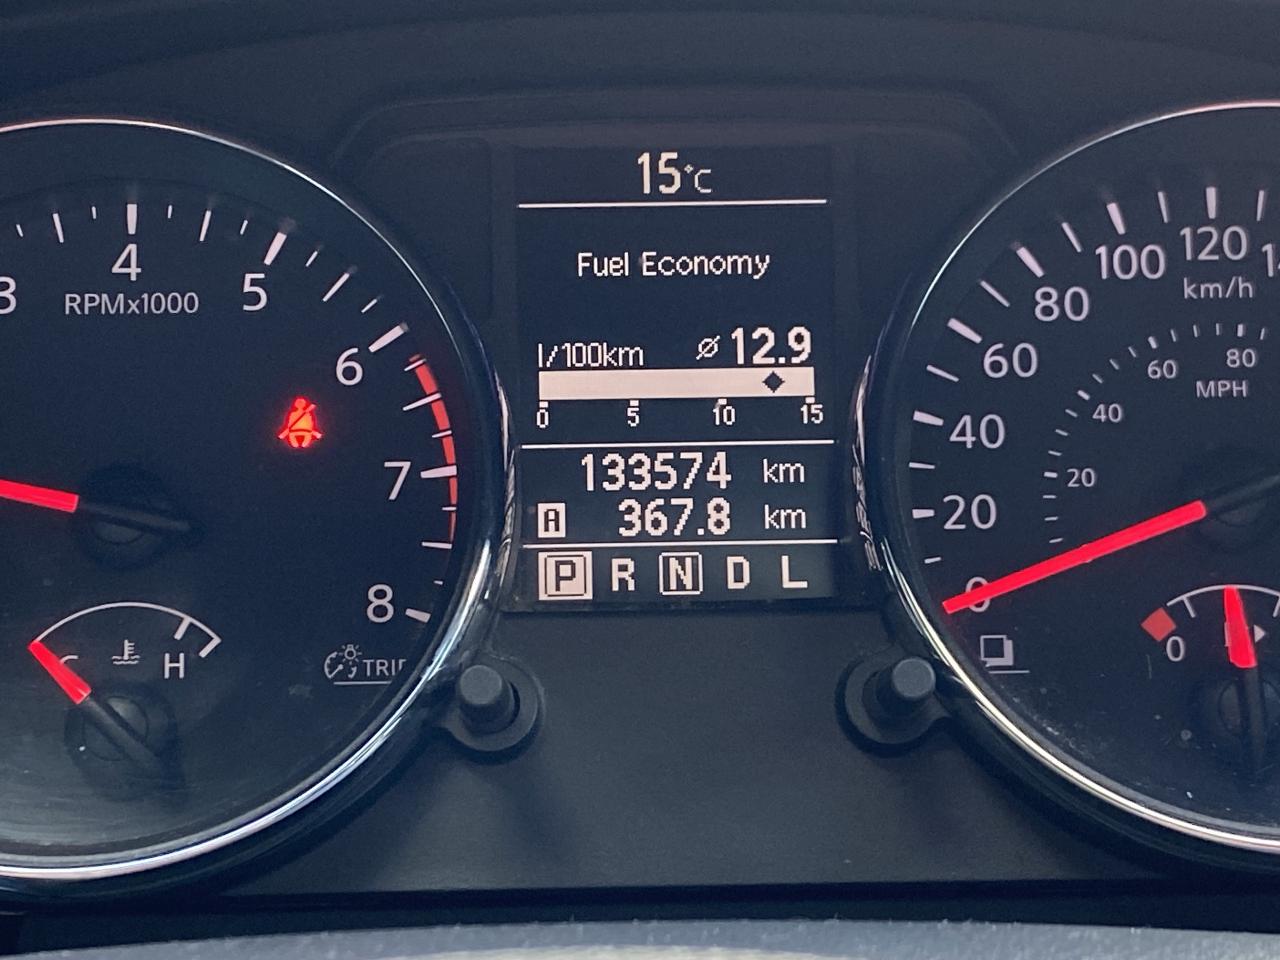 15°C
Fuel Economy
l/100km ⌀ 12.9
0 5 10 15
133574 km
A 367.8 km
P R N D L
3 4 5 6 7 8
RPMx1000
H
0 20 40 60 80 100 120
km/h
20 40 60 80
MPH
0